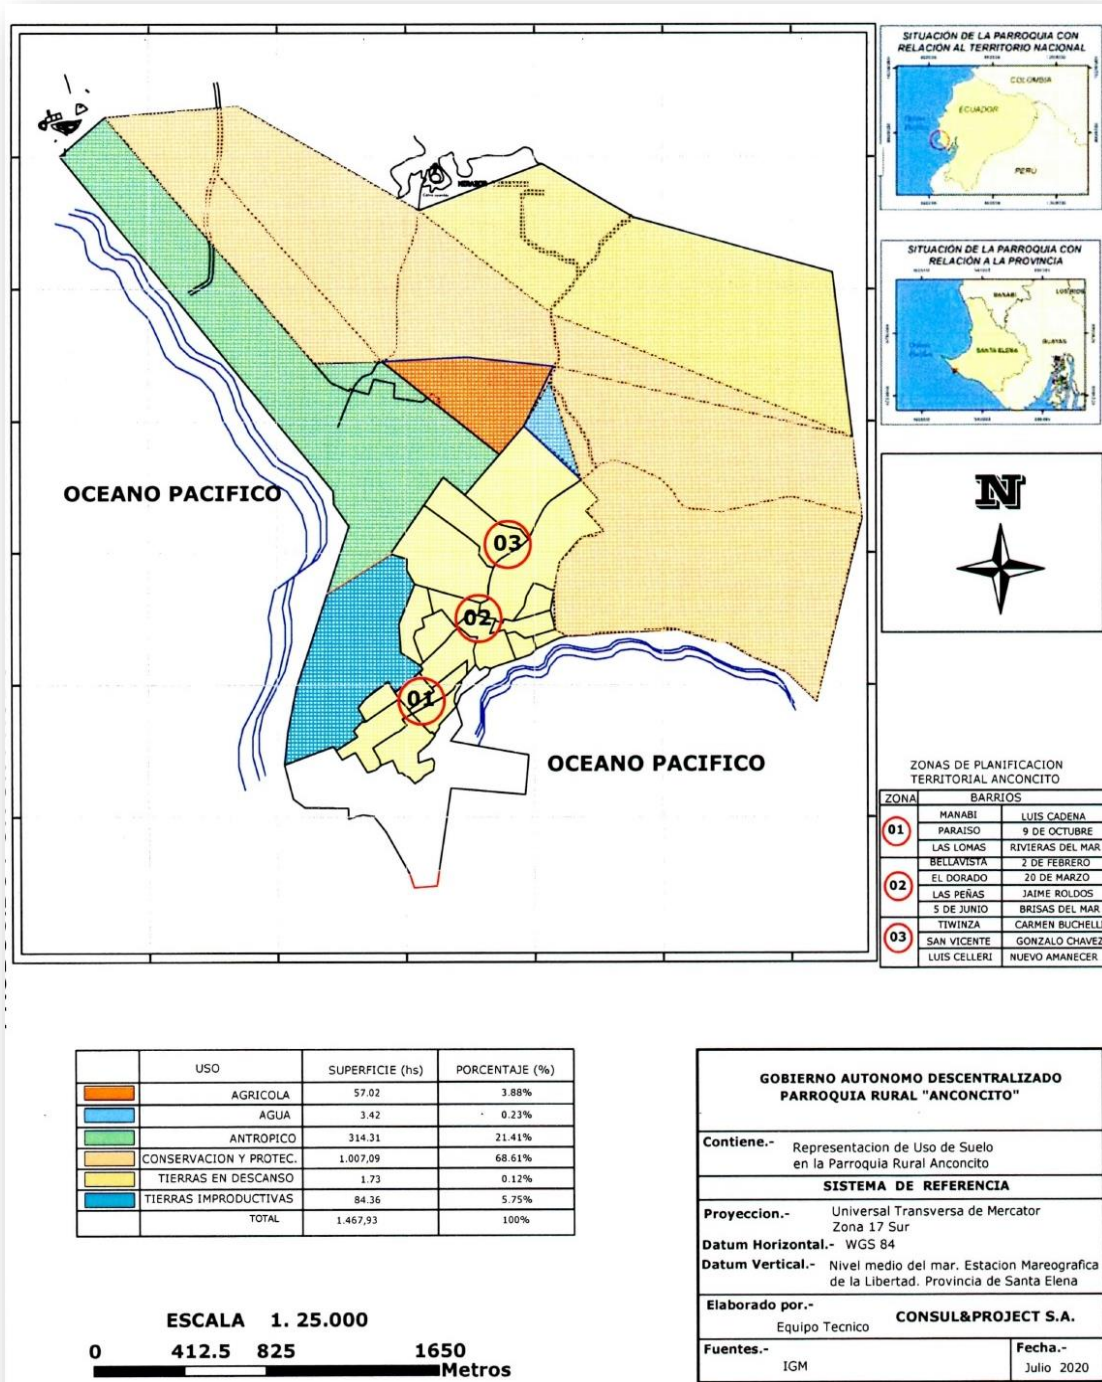 SITUACIÓN DE LA PARROQUIA CON
RELACIÓN AL TERRITORIO NACIONAL
COLOMBIA
ECUADOR
PERU
SITUACIÓN DE LA PARROQUIA CON
RELACIÓN A LA PROVINCIA
MANABI
SANTA ELENA
GUAYAS
N
OCEANO PACIFICO
03
02
01
OCEANO PACIFICO
ZONAS DE PLANIFICACION
TERRITORIAL ANCONCITO
ZONA BARRIOS
01
MANABI LUIS CADENA
PARAISO 9 DE OCTUBRE
LAS LOMAS RIVIERAS DEL MAR
02
BELLAVISTA 2 DE FEBRERO
EL DORADO 20 DE MARZO
LAS PEÑAS JAIME ROLDOS
5 DE JUNIO BRISAS DEL MAR
03
TIWINZA CARMEN BUCHELLI
SAN VICENTE GONZALO CHAVEZ
LUIS CELLERI NUEVO AMANECER
USO SUPERFICIE (hs) PORCENTAJE (%)
AGRICOLA 57.02 3.88%
AGUA 3.42 0.23%
ANTROPICO 314.31 21.41%
CONSERVACION Y PROTEC. 1.007,09 68.61%
TIERRAS EN DESCANSO 1.73 0.12%
TIERRAS IMPRODUCTIVAS 84.36 5.75%
TOTAL 1.467,93 100%
ESCALA 1. 25.000
0 412.5 825 1650
Metros
GOBIERNO AUTONOMO DESCENTRALIZADO
PARROQUIA RURAL "ANCONCITO"
Contiene.- Representacion de Uso de Suelo
en la Parroquia Rural Anconcito
SISTEMA DE REFERENCIA
Proyeccion.- Universal Transversa de Mercator
Zona 17 Sur
Datum Horizontal.- WGS 84
Datum Vertical.- Nivel medio del mar. Estacion Mareografica
de la Libertad. Provincia de Santa Elena
Elaborado por.-
Equipo Tecnico CONSUL&PROJECT S.A.
Fuentes.-
IGM
Fecha.-
Julio 2020